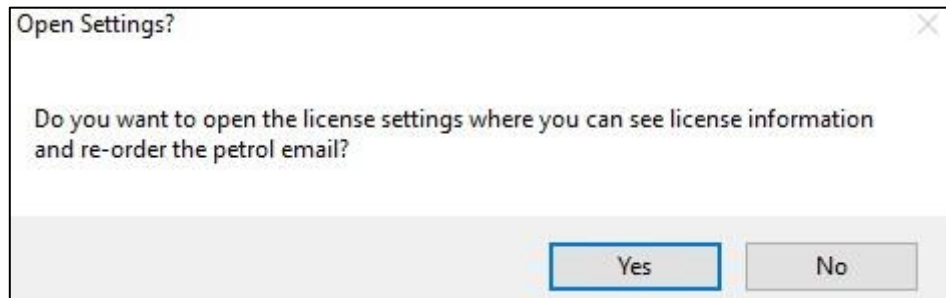 Open Settings?
Do you want to open the license settings where you can see license information
and re-order the petrol email?
Yes
No